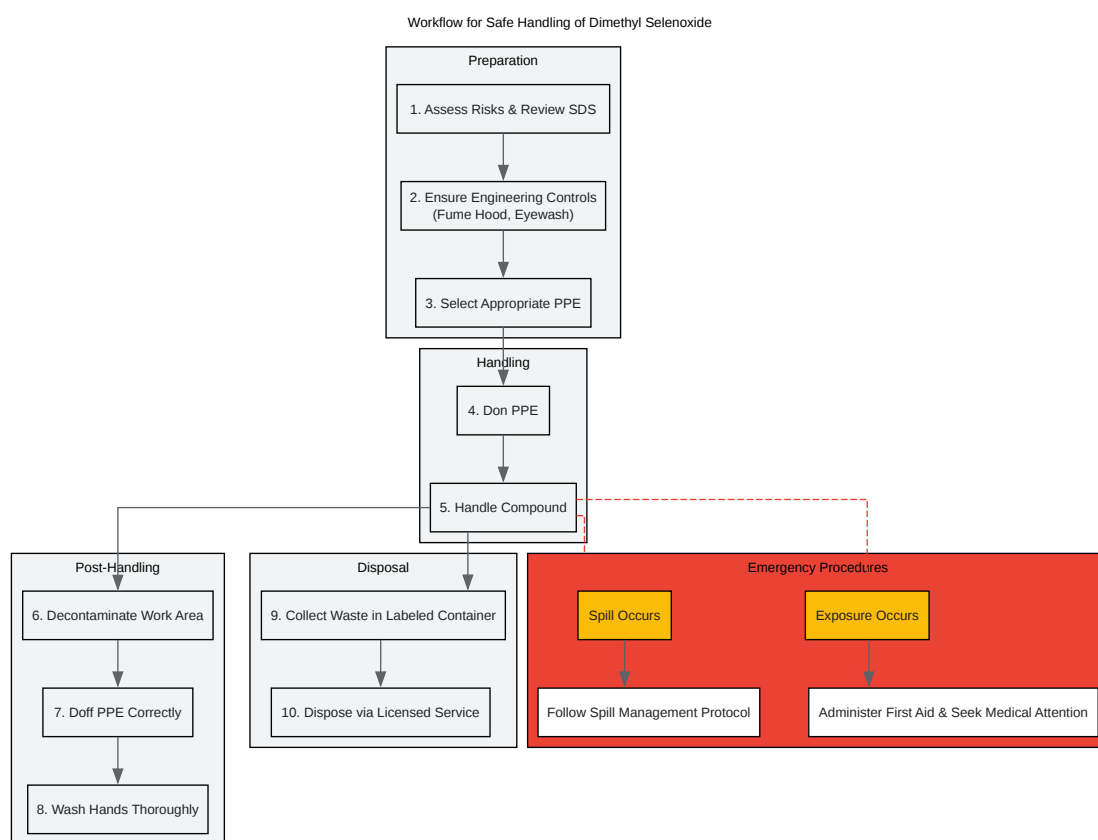 Workflow for Safe Handling of Dimethyl Selenoxide
Preparation
1. Assess Risks & Review SDS
2. Ensure Engineering Controls
(Fume Hood, Eyewash)
3. Select Appropriate PPE
Handling
4. Don PPE
5. Handle Compound
Post-Handling
6. Decontaminate Work Area
7. Doff PPE Correctly
8. Wash Hands Thoroughly
Disposal
9. Collect Waste in Labeled Container
10. Dispose via Licensed Service
Emergency Procedures
Spill Occurs
Follow Spill Management Protocol
Exposure Occurs
Administer First Aid & Seek Medical Attention